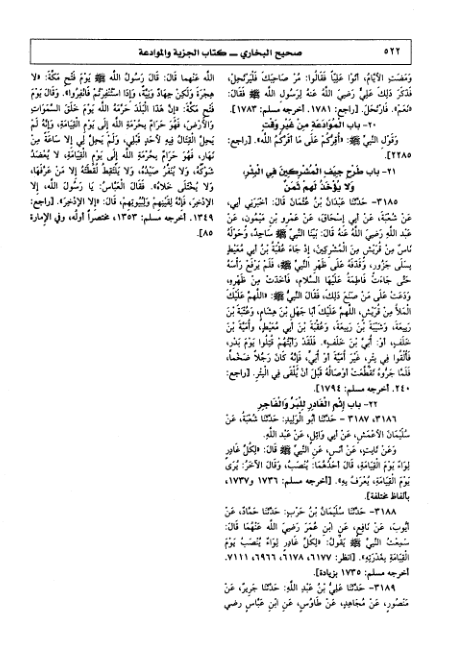 ٥٢٢
صحيح البخاري ــ كتاب الجزية والموادعة
وَمَضَتِ الأَيَّامُ، أَتَوْا عَلِيًّا فَقَالُوا: مُرْ صَاحِبَكَ فَلْيَرْتَحِلْ،
فَذَكَرَ ذَلِكَ عَلِيٌّ رَضِيَ اللَّهُ عَنْهُ لِرَسُولِ اللَّهِ ﷺ فَقَالَ:
«نَعَمْ». فَارْتَحَلَ. [راجع: ١٧٨١. أخرجه مسلم: ١٧٨٣].
٢٠- باب الْمُوَادَعَةِ مِنْ غَيْرِ وَقْتٍ
وَقَوْلِ النَّبِيِّ ﷺ: «أُقِرُّكُمْ عَلَى مَا أَقَرَّكُمُ اللَّهُ». [راجع:
٢٢٨٥].
٢١- باب طَرْحِ جِيَفِ الْمُشْرِكِينَ فِي الْبِئْرِ،
وَلَا يُؤْخَذُ لَهُمْ ثَمَنٌ
٣١٨٥- حَدَّثَنَا عَبْدَانُ بْنُ عُثْمَانَ قَالَ: أَخْبَرَنِي أَبِي،
عَنْ شُعْبَةَ، عَنْ أَبِي إِسْحَاقَ، عَنْ عَمْرِو بْنِ مَيْمُونٍ، عَنْ
عَبْدِ اللَّهِ رَضِيَ اللَّهُ عَنْهُ قَالَ: بَيْنَا النَّبِيُّ ﷺ سَاجِدٌ، وَحَوْلَهُ
نَاسٌ مِنْ قُرَيْشٍ مِنَ الْمُشْرِكِينَ، إِذْ جَاءَ عُقْبَةُ بْنُ أَبِي مُعَيْطٍ
بِسَلَى جَزُورٍ، وَقَذَفَهُ عَلَى ظَهْرِ النَّبِيِّ ﷺ، فَلَمْ يَرْفَعْ رَأْسَهُ
حَتَّى جَاءَتْ فَاطِمَةُ عَلَيْهَا السَّلَام، فَأَخَذَتْ مِنْ ظَهْرِهِ،
وَدَعَتْ عَلَى مَنْ صَنَعَ ذَلِكَ، فَقَالَ النَّبِيُّ ﷺ: «اللَّهُمَّ عَلَيْكَ
الْمَلَأَ مِنْ قُرَيْشٍ، اللَّهُمَّ عَلَيْكَ أَبَا جَهْلِ بْنَ هِشَامٍ، وَعُتْبَةَ بْنَ
رَبِيعَةَ، وَشَيْبَةَ بْنَ رَبِيعَةَ، وَعُقْبَةَ بْنَ أَبِي مُعَيْطٍ، وَأُمَيَّةَ بْنَ
خَلَفٍ، أَوْ: أُبَيَّ بْنَ خَلَفٍ». فَلَقَدْ رَأَيْتُهُمْ قُتِلُوا يَوْمَ بَدْرٍ،
فَأُلْقُوا فِي بِئْرٍ، غَيْرَ أُمَيَّةَ أَوْ أُبَيٍّ، فَإِنَّهُ كَانَ رَجُلًا ضَخْمًا،
فَلَمَّا جَرُّوهُ تَقَطَّعَتْ أَوْصَالُهُ قَبْلَ أَنْ يُلْقَى فِي الْبِئْرِ. [راجع:
٢٤٠. أخرجه مسلم: ١٧٩٤].
٢٢- باب إِثْمِ الْغَادِرِ لِلْبَرِّ وَالْفَاجِرِ
٣١٨٦، ٣١٨٧- حَدَّثَنَا أَبُو الْوَلِيدِ: حَدَّثَنَا شُعْبَةُ، عَنْ
سُلَيْمَانَ الأَعْمَشِ، عَنْ أَبِي وَائِلٍ، عَنْ عَبْدِ اللَّهِ.
وَعَنْ ثَابِتٍ، عَنْ أَنَسٍ، عَنِ النَّبِيِّ ﷺ قَالَ: «لِكُلِّ غَادِرٍ
لِوَاءٌ يَوْمَ الْقِيَامَةِ، قَالَ أَحَدُهُمَا: يُنْصَبُ، وَقَالَ الآخَرُ: يُرَى
يَوْمَ الْقِيَامَةِ، يُعْرَفُ بِهِ». [أخرجه مسلم: ١٧٣٦ و١٧٣٧،
بألفاظ مختلفة].
٣١٨٨- حَدَّثَنَا سُلَيْمَانُ بْنُ حَرْبٍ: حَدَّثَنَا حَمَّادٌ، عَنْ
أَيُّوبَ، عَنْ نَافِعٍ، عَنِ ابْنِ عُمَرَ رَضِيَ اللَّهُ عَنْهُمَا قَالَ:
سَمِعْتُ النَّبِيَّ ﷺ يَقُولُ: «لِكُلِّ غَادِرٍ لِوَاءٌ يُنْصَبُ يَوْمَ
الْقِيَامَةِ بِغَدْرَتِهِ». [انظر: ٦١٧٧، ٦١٧٨، ٦٩٦٦، ٧١١١.
أخرجه مسلم: ١٧٣٥ بزيادة].
٣١٨٩- حَدَّثَنَا عَلِيُّ بْنُ عَبْدِ اللَّهِ: حَدَّثَنَا جَرِيرٌ، عَنْ
مَنْصُورٍ، عَنْ مُجَاهِدٍ، عَنْ طَاوُسٍ، عَنِ ابْنِ عَبَّاسٍ رضي
اللَّهُ عَنهما قَالَ: قَالَ رَسُولُ اللَّهِ ﷺ يَوْمَ فَتْحِ مَكَّةَ: «لَا
هِجْرَةَ، وَلَكِنْ جِهَادٌ وَنِيَّةٌ، وَإِذَا اسْتُنْفِرْتُمْ فَانْفِرُوا». وَقَالَ يَوْمَ
فَتْحِ مَكَّةَ: «إِنَّ هَذَا الْبَلَدَ حَرَّمَهُ اللَّهُ يَوْمَ خَلَقَ السَّمَوَاتِ
وَالأَرْضَ، فَهُوَ حَرَامٌ بِحُرْمَةِ اللَّهِ إِلَى يَوْمِ الْقِيَامَةِ، وَإِنَّهُ لَمْ
يَحِلَّ الْقِتَالُ فِيهِ لأَحَدٍ قَبْلِي، وَلَمْ يَحِلَّ لِي إِلَّا سَاعَةً مِنْ
نَهَارٍ، فَهُوَ حَرَامٌ بِحُرْمَةِ اللَّهِ إِلَى يَوْمِ الْقِيَامَةِ، لَا يُعْضَدُ
شَوْكُهُ، وَلَا يُنَفَّرُ صَيْدُهُ، وَلَا يَلْتَقِطُ لُقَطَتَهُ إِلَّا مَنْ عَرَّفَهَا،
وَلَا يُخْتَلَى خَلَاهُ». فَقَالَ الْعَبَّاسُ: يَا رَسُولَ اللَّهِ، إِلَّا
الإِذْخِرَ، فَإِنَّهُ لِقَيْنِهِمْ وَلِبُيُوتِهِمْ، قَالَ: «إِلَّا الإِذْخِرَ». [راجع:
١٣٤٩. أخرجه مسلم: ١٣٥٣، مختصراً أوله، وفي الإمارة
٨٥].